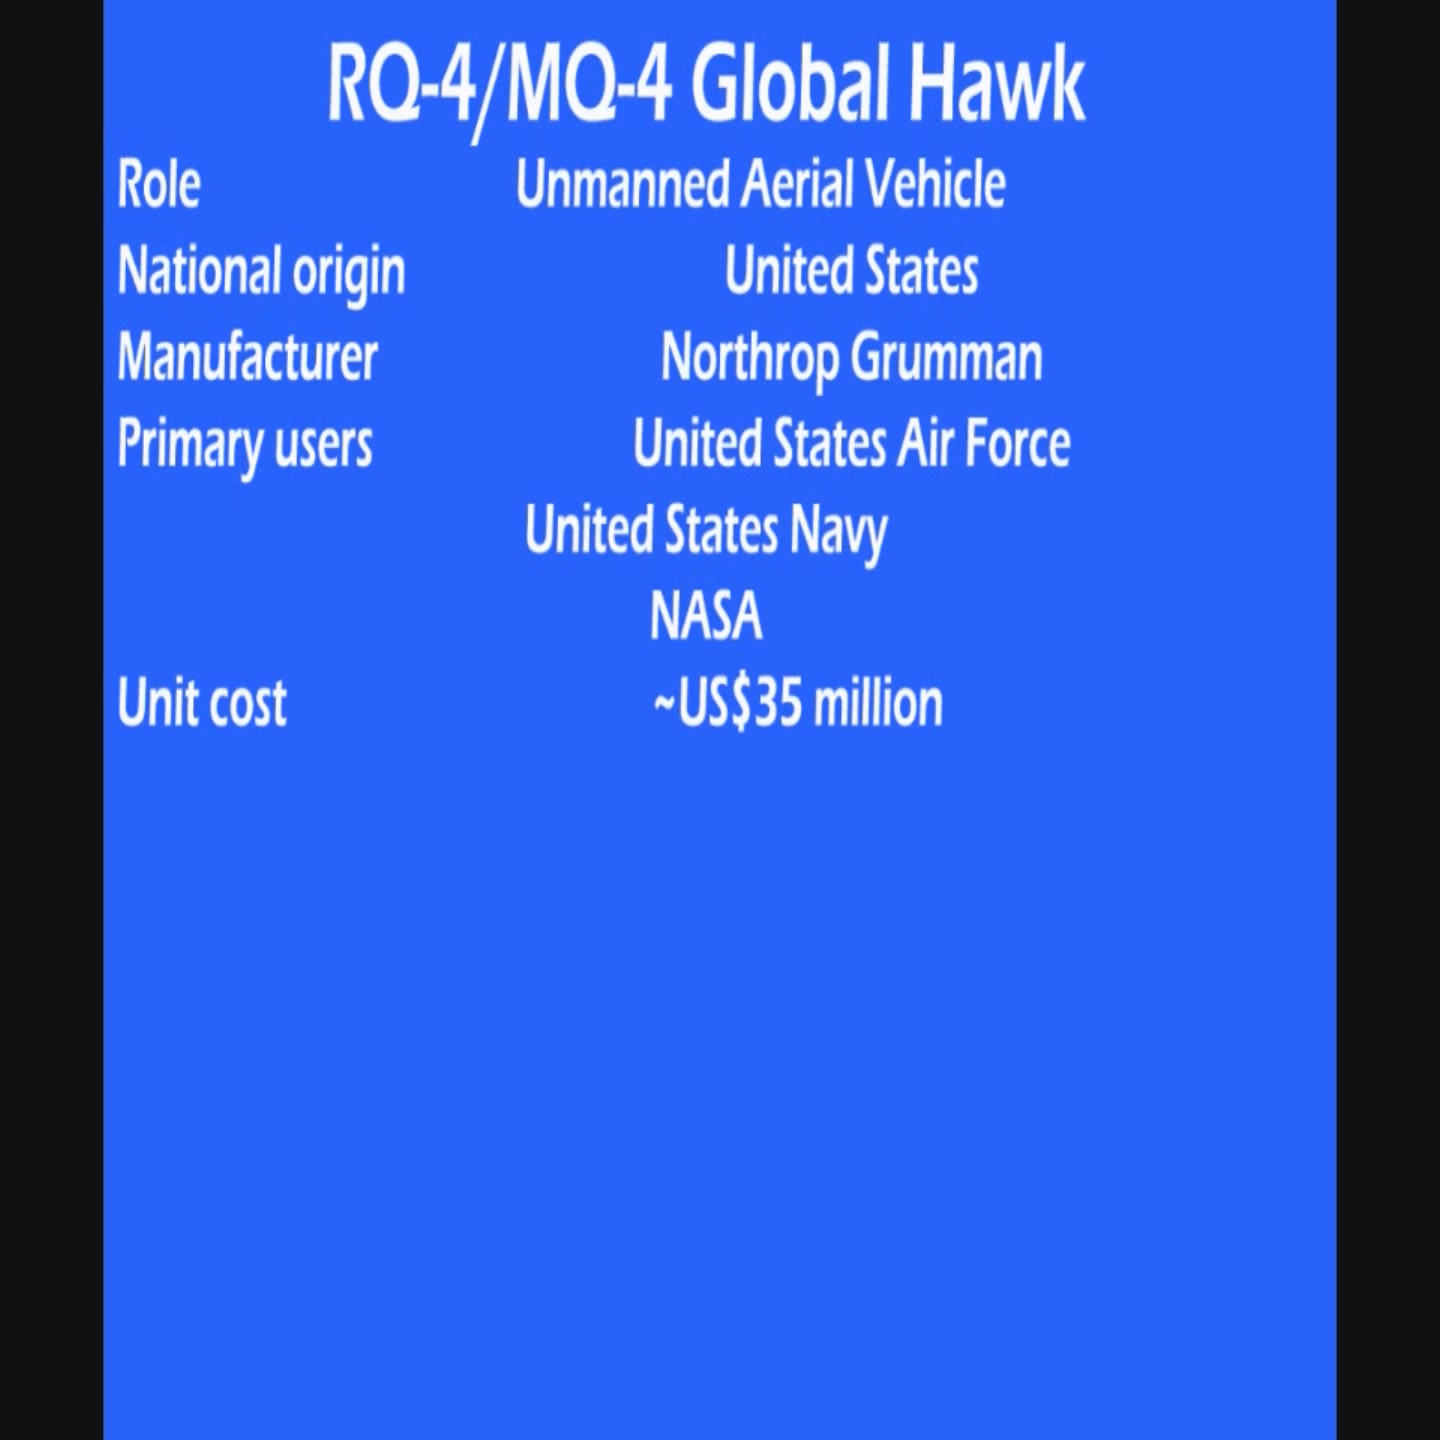 RQ-4/MQ-4 Global Hawk
Role Unmanned Aerial Vehicle
National origin United States
Manufacturer Northrop Grumman
Primary users United States Air Force
United States Navy
NASA
Unit cost ~US$35 million